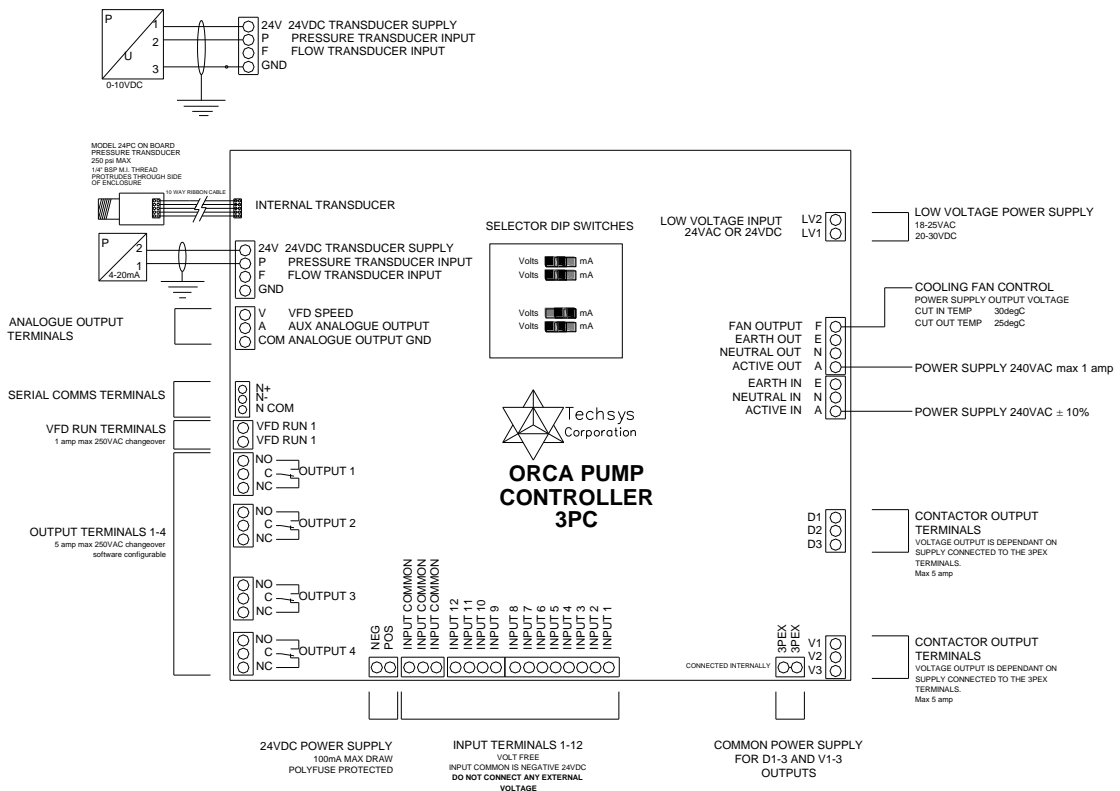 P
1
24V 24VDC TRANSDUCER SUPPLY
2
P PRESSURE TRANSDUCER INPUT
U
F FLOW TRANSDUCER INPUT
3
GND
0-10VDC
MODEL 24PC ON BOARD
PRESSURE TRANSDUCER
250 psi MAX
1/4" BSP M.I. THREAD
PROTRUDES THROUGH SIDE
OF ENCLOSURE
10 WAY RIBBON CABLE
INTERNAL TRANSDUCER
P
2
1
4-20mA
24V 24VDC TRANSDUCER SUPPLY
P PRESSURE TRANSDUCER INPUT
F FLOW TRANSDUCER INPUT
GND
ANALOGUE OUTPUT
TERMINALS
V VFD SPEED
A AUX ANALOGUE OUTPUT
COM ANALOGUE OUTPUT GND
SERIAL COMMS TERMINALS
N+
N-
N COM
VFD RUN TERMINALS
1 amp max 250VAC changeover
VFD RUN 1
VFD RUN 1
OUTPUT TERMINALS 1-4
5 amp max 250VAC changeover
software configurable
NO
C OUTPUT 1
NC
NO
C OUTPUT 2
NC
NO
C OUTPUT 3
NC
NO
C OUTPUT 4
NC
SELECTOR DIP SWITCHES
Volts mA
Volts mA
Volts mA
Volts mA
Techsys
Corporation
ORCA PUMP
CONTROLLER
3PC
LOW VOLTAGE INPUT LV2
24VAC OR 24VDC LV1
LOW VOLTAGE POWER SUPPLY
18-25VAC
20-30VDC
COOLING FAN CONTROL
POWER SUPPLY OUTPUT VOLTAGE
CUT IN TEMP 30degC
CUT OUT TEMP 25degC
FAN OUTPUT F
EARTH OUT E
NEUTRAL OUT N
ACTIVE OUT A
POWER SUPPLY 240VAC max 1 amp
EARTH IN E
NEUTRAL IN N
ACTIVE IN A
POWER SUPPLY 240VAC ± 10%
D1
D2
D3
CONTACTOR OUTPUT
TERMINALS
VOLTAGE OUTPUT IS DEPENDANT ON
SUPPLY CONNECTED TO THE 3PEX
TERMINALS.
Max 5 amp
V1
V2
V3
CONTACTOR OUTPUT
TERMINALS
VOLTAGE OUTPUT IS DEPENDANT ON
SUPPLY CONNECTED TO THE 3PEX
TERMINALS.
Max 5 amp
NEG
POS
INPUT COMMON
INPUT COMMON
INPUT COMMON
INPUT 12
INPUT 11
INPUT 10
INPUT 9
INPUT 8
INPUT 7
INPUT 6
INPUT 5
INPUT 4
INPUT 3
INPUT 2
INPUT 1
CONNECTED INTERNALLY
3PEX
3PEX
24VDC POWER SUPPLY
100mA MAX DRAW
POLYFUSE PROTECTED
INPUT TERMINALS 1-12
VOLT FREE
INPUT COMMON IS NEGATIVE 24VDC
DO NOT CONNECT ANY EXTERNAL
VOLTAGE
COMMON POWER SUPPLY
FOR D1-3 AND V1-3
OUTPUTS